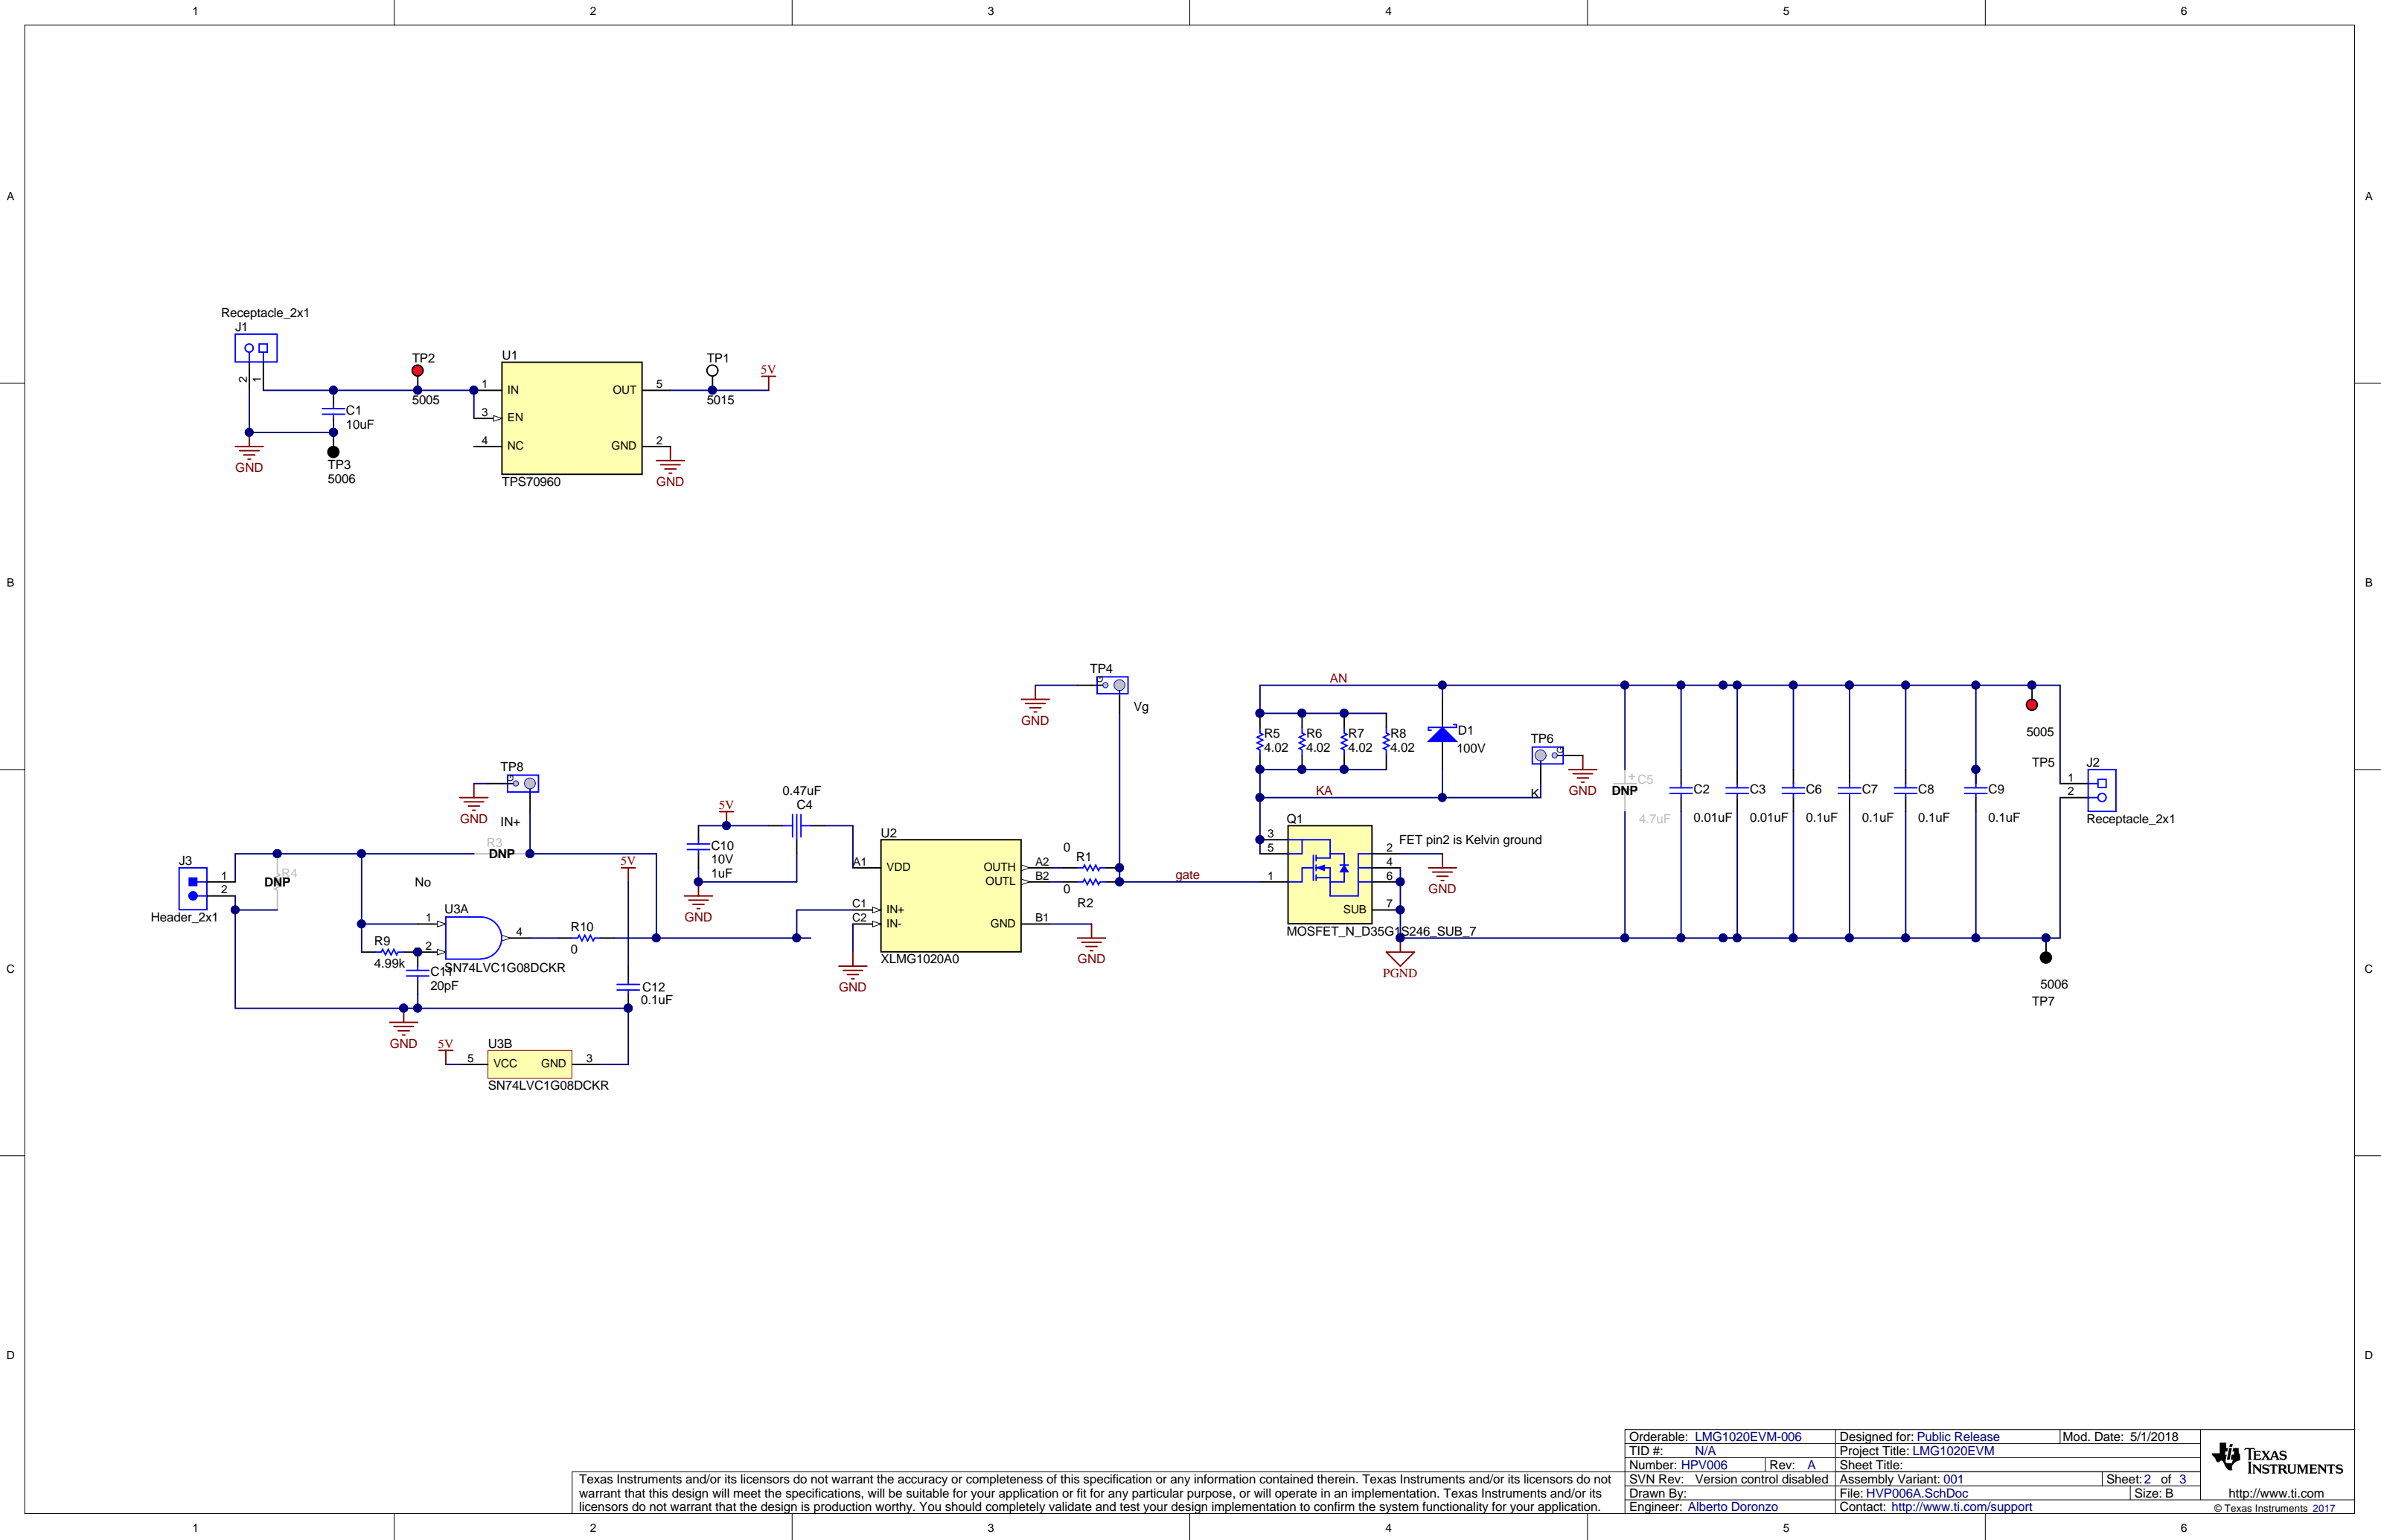 1 2 3 4 5 6
A A
Receptacle_2x1
J1
2 1
C1
10uF
GND
TP3
5006
TP2
5005
U1
1 IN
3 EN
4 NC
OUT 5
GND 2
TPS70960
GND
TP1
5015
5V
B B
TP4
GND
Vg
TP8
GND
IN+
R3
DNP
J3
1
2
Header_2x1
DNP R4
No
U3A
1
2
4
SN74LVC1G08DCKR
R9
4.99k
C11
20pF
GND
R10
0
5V
C12
0.1uF
5V
U3B
5 VCC GND 3
SN74LVC1G08DCKR
5V
0.47uF
C4
C10
10V
1uF
GND
U2
A1 VDD
C1 IN+
C2 IN-
OUTH A2
OUTL B2
GND B1
XLMG1020A0
GND
GND
0
R1
0
R2
gate
AN
R5
4.02
R6
4.02
R7
4.02
R8
4.02
D1
100V
KA
TP6
K
GND
Q1
3
5
1
2
4
6
SUB 7
MOSFET_N_D35G1S246_SUB_7
FET pin2 is Kelvin ground
GND
PGND
+ C5
DNP
4.7uF
C2
0.01uF
C3
0.01uF
C6
0.1uF
C7
0.1uF
C8
0.1uF
C9
0.1uF
5005
TP5
J2
1
2
Receptacle_2x1
5006
TP7
C C
D D
Texas Instruments and/or its licensors do not warrant the accuracy or completeness of this specification or any information contained therein. Texas Instruments and/or its licensors do not
warrant that this design will meet the specifications, will be suitable for your application or fit for any particular purpose, or will operate in an implementation. Texas Instruments and/or its
licensors do not warrant that the design is production worthy. You should completely validate and test your design implementation to confirm the system functionality for your application.
Orderable: LMG1020EVM-006 Designed for: Public Release Mod. Date: 5/1/2018
TID #: N/A Project Title: LMG1020EVM
Number: HPV006 Rev: A Sheet Title:
SVN Rev: Version control disabled Assembly Variant: 001 Sheet: 2 of 3
Drawn By: File: HVP006A.SchDoc Size: B
Engineer: Alberto Doronzo Contact: http://www.ti.com/support
TEXAS
INSTRUMENTS
http://www.ti.com
© Texas Instruments 2017
1 2 3 4 5 6